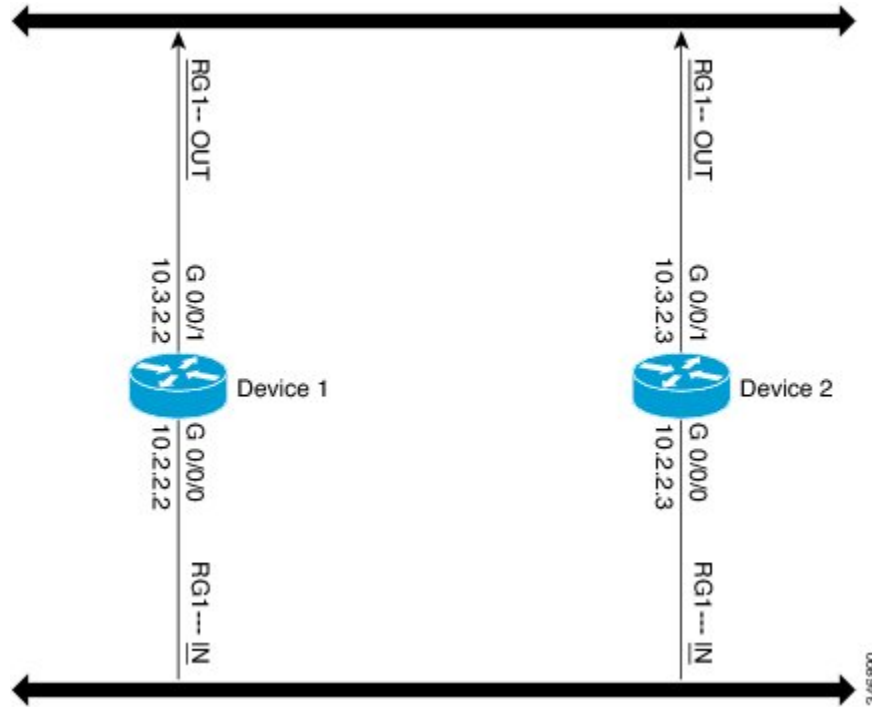 RG1-- OUT
RG1-- OUT
G 0/0/1
10.3.2.2
G 0/0/1
10.3.2.3
Device 1
Device 2
G 0/0/0
10.2.2.2
G 0/0/0
10.2.2.3
RG1--- IN
RG1--- IN